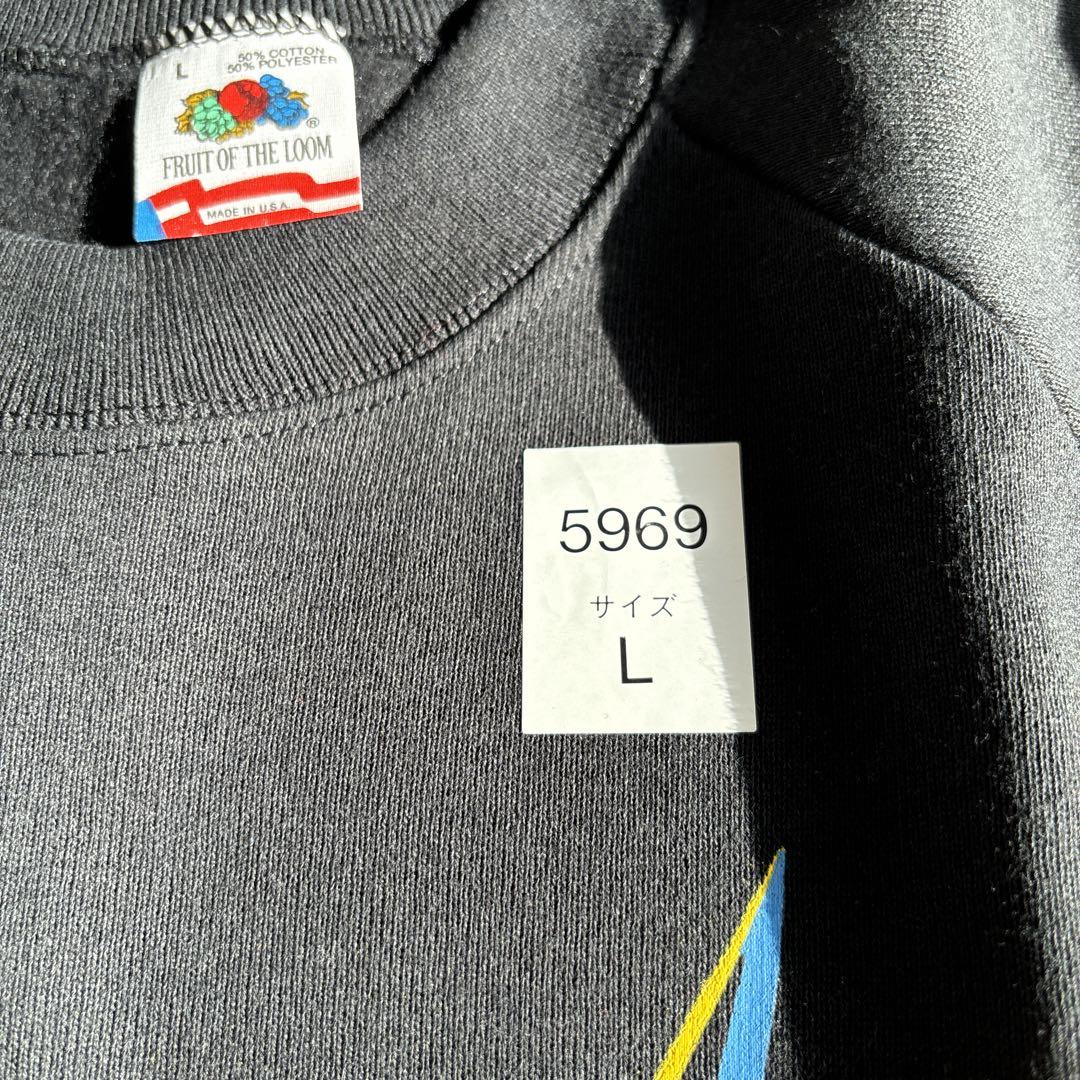 L
50% COTTON
50% POLYESTER
®
FRUIT OF THE LOOM
MADE IN U.S.A.
5969
サイズ
L